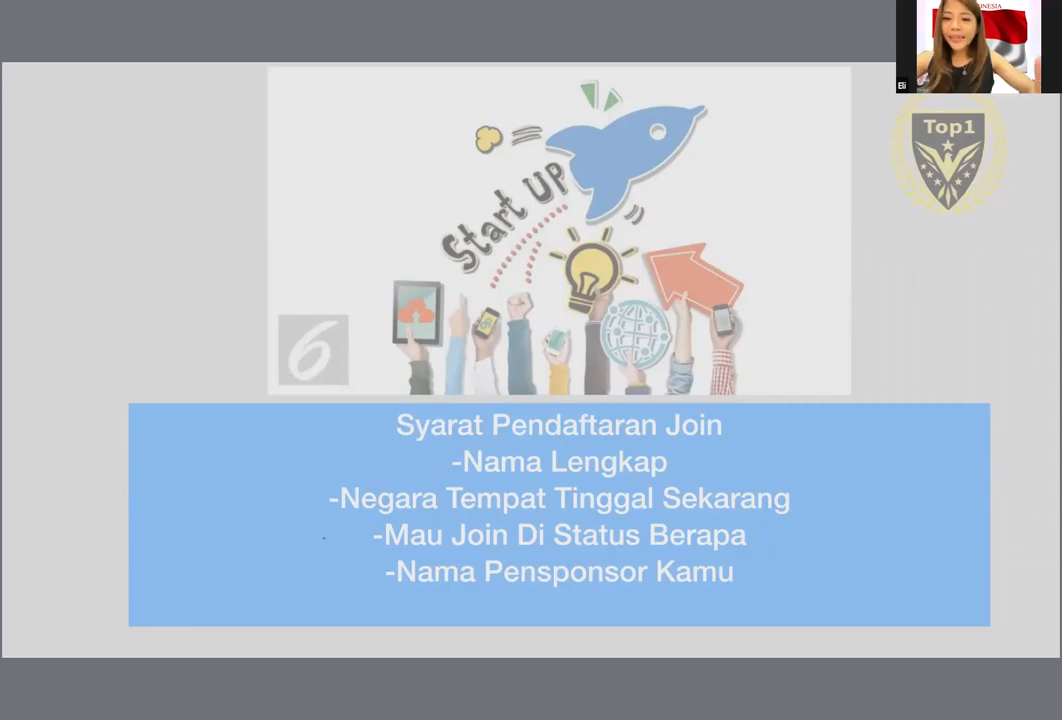 ONESIA
Eli
Top1
Start UP
6
Syarat Pendaftaran Join
-Nama Lengkap
-Negara Tempat Tinggal Sekarang
-Mau Join Di Status Berapa
-Nama Pensponsor Kamu